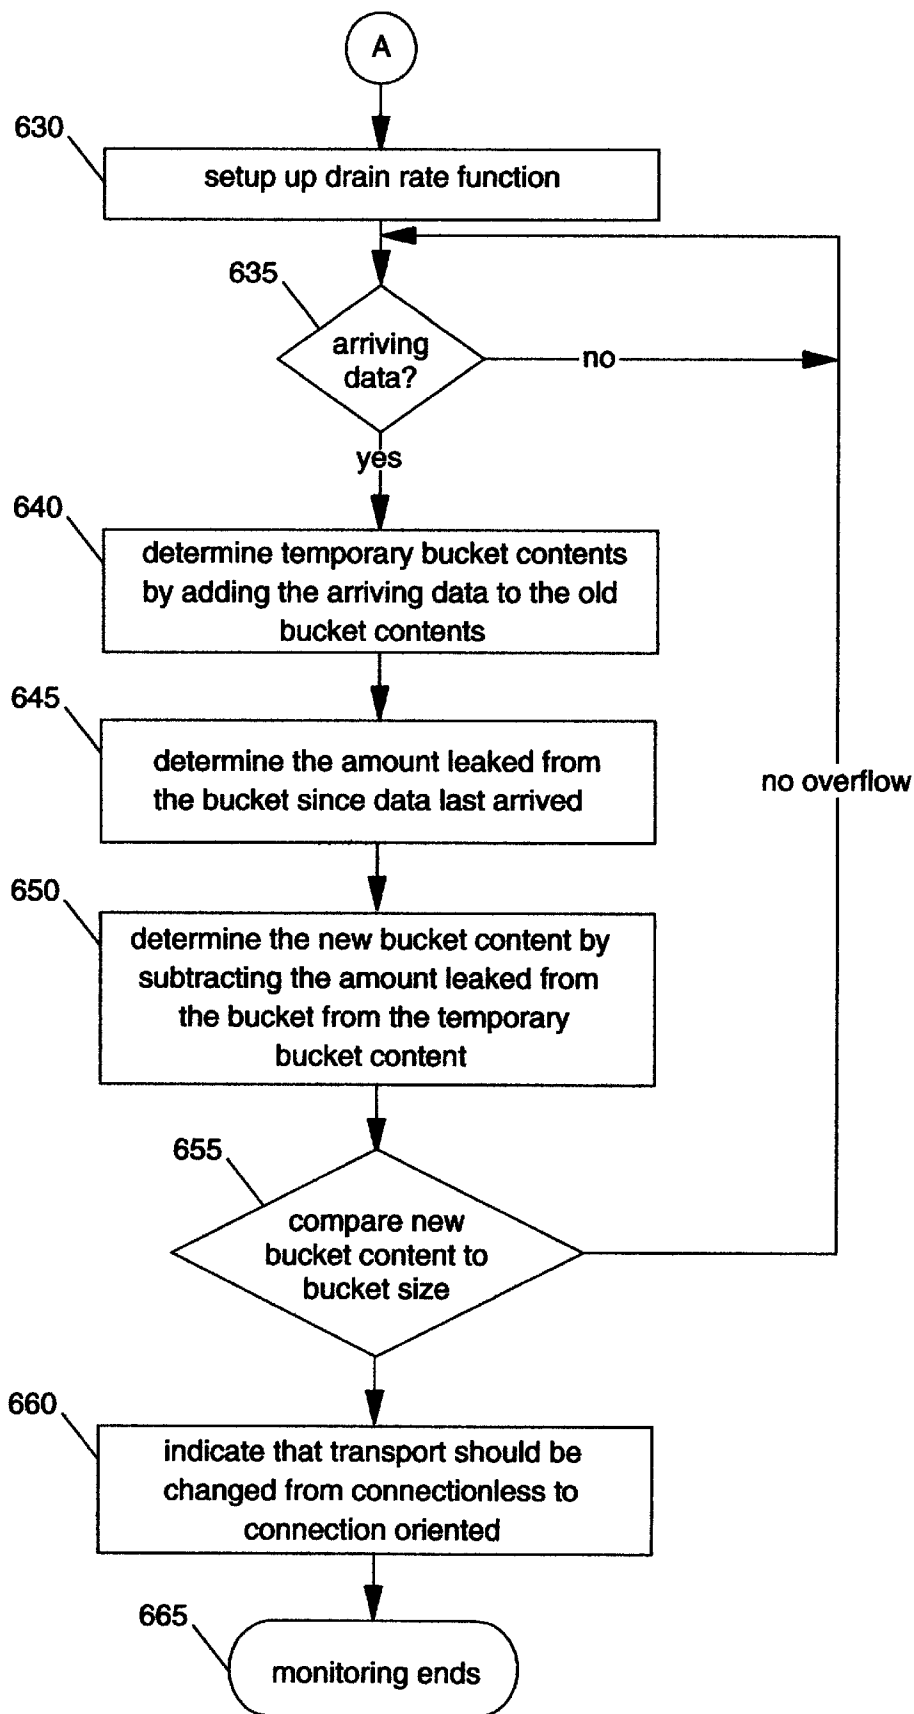 A
630
setup up drain rate function
635
arriving
data?
no
yes
640
determine temporary bucket contents
by adding the arriving data to the old
bucket contents
645
determine the amount leaked from
the bucket since data last arrived
no overflow
650
determine the new bucket content by
subtracting the amount leaked from
the bucket from the temporary
bucket content
655
compare new
bucket content to
bucket size
660
indicate that transport should be
changed from connectionless to
connection oriented
665
monitoring ends